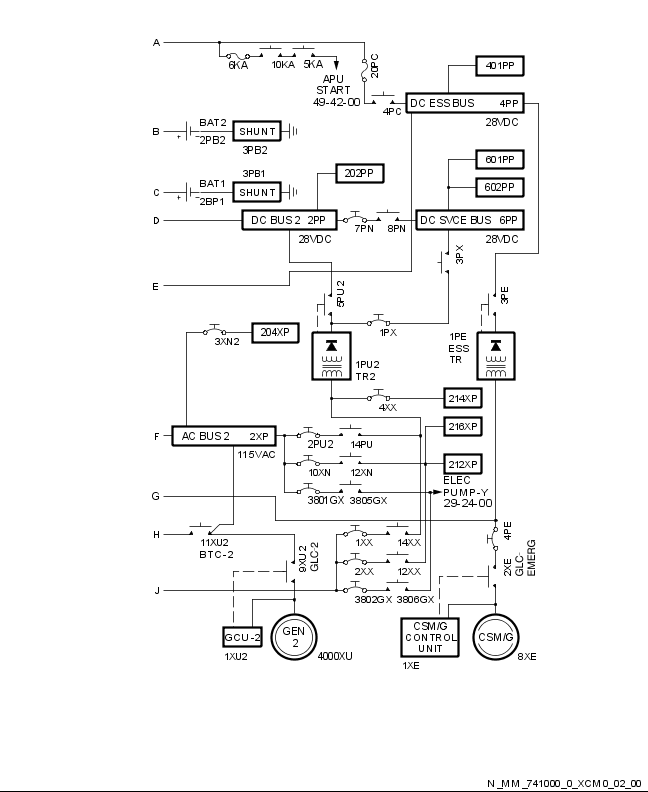 A
6KA
10KA
5KA
20PC
401PP
APU
START
49-42-00
4PC
DC ESS BUS 4PP
28VDC
B
BAT2
2PB2
SHUNT
3PB2
601PP
3PB1
202PP
C
BAT1
2BP1
SHUNT
602PP
D
DC BUS 2 2PP
28VDC
7PN
8PN
DC SVCE BUS 6PP
28VDC
3PX
E
5PU2
3PE
3XN2
204XP
1PX
1PE
ESS
TR
1PU2
TR2
214XP
4XX
216XP
F
AC BUS 2 2XP
115VAC
2PU2
14PU
10XN
12XN
212XP
3801GX
3805GX
ELEC
PUMP-Y
29-24-00
G
H
11XU2
BTC-2
9XU2
GLC-2
1XX
14XX
4PE
2XX
12XX
2XE
GLC-
EMERG
J
3802GX
3806GX
GCU-2
1XU2
GEN
2
4000XU
CSM/G
CONTROL
UNIT
1XE
CSM/G
8XE
N_MM_741000_0_XCM0_02_00